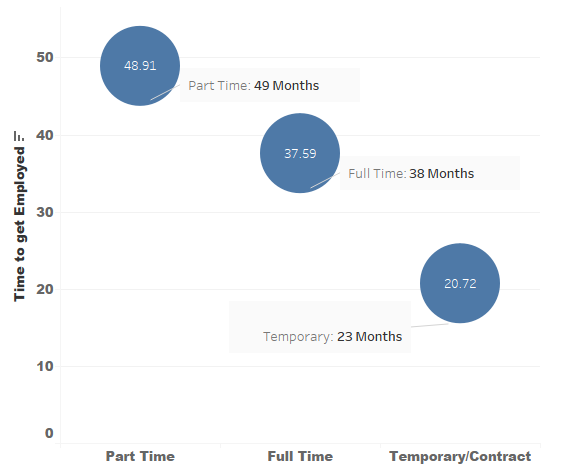 Time to get Employed
50
40
30
20
10
0
48.91
Part Time: 49 Months
37.59
Full Time: 38 Months
20.72
Temporary: 23 Months
Part Time
Full Time
Temporary/Contract